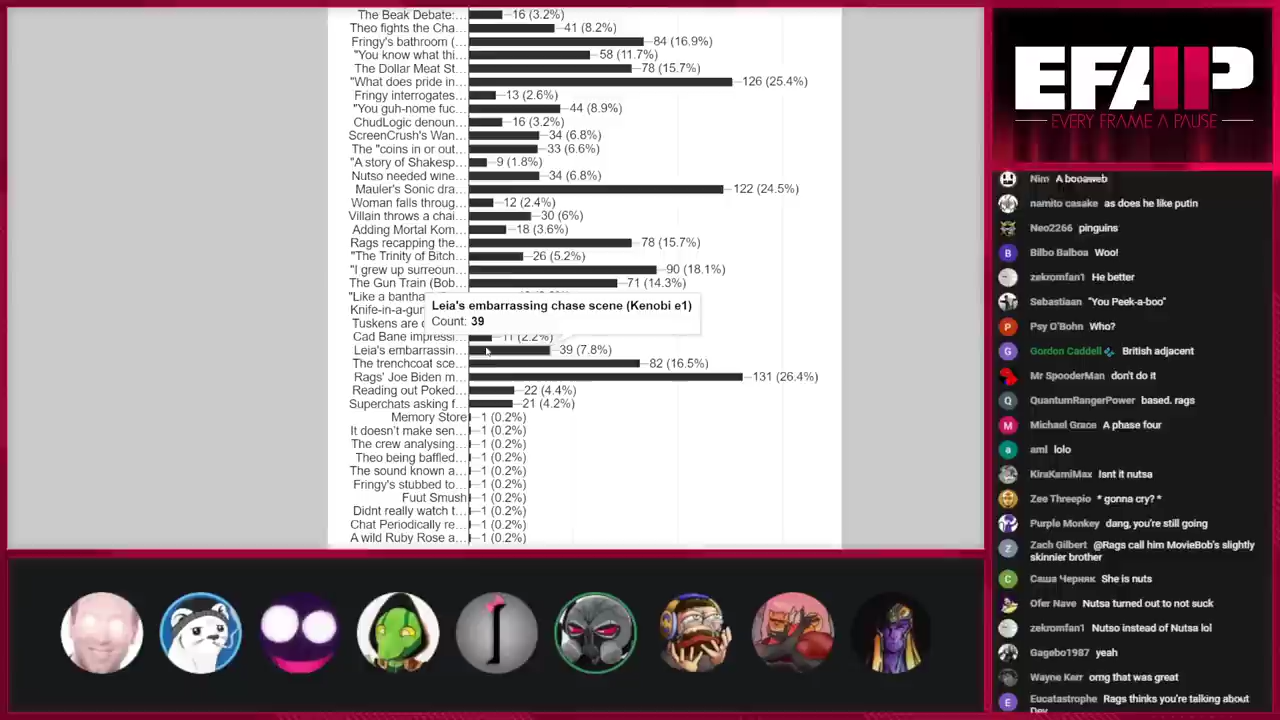 The Beak Debate:... 16 (3.2%)
Theo fights the Cha... 41 (8.2%)
Fringy's bathroom (... 84 (16.9%)
"You know what thi... 58 (11.7%)
The Dollar Meat St... 78 (15.7%)
"What does pride in... 126 (25.4%)
Fringy interrogates... 13 (2.6%)
"You guh-nome fuc... 44 (8.9%)
ChudLogic denoun... 16 (3.2%)
ScreenCrush's Wan... 34 (6.8%)
The "coins in or out... 33 (6.6%)
"A story of Shakesp... 9 (1.8%)
Nutso needed wine... 34 (6.8%)
Mauler's Sonic dra... 122 (24.5%)
Woman falls throug... 12 (2.4%)
Villain throws a chai... 30 (6%)
Adding Mortal Kom... 18 (3.6%)
Rags recapping the... 78 (15.7%)
"The Trinity of Bitch... 26 (5.2%)
"I grew up surreoun... 90 (18.1%)
The Gun Train (Bob... 71 (14.3%)
"Like a bantha
Knife-in-a-gun
Tuskens are
Leia's embarrassing chase scene (Kenobi e1)
Count: 39
Cad Bane impressi... 11 (2.2%)
Leia's embarrassin... 39 (7.8%)
The trenchcoat sce... 82 (16.5%)
Rags' Joe Biden m... 131 (26.4%)
Reading out Poked... 22 (4.4%)
Superchats asking f... 21 (4.2%)
Memory Store 1 (0.2%)
It doesn't make sen... 1 (0.2%)
The crew analysing... 1 (0.2%)
Theo being baffled... 1 (0.2%)
The sound known a... 1 (0.2%)
Fringy's stubbed to... 1 (0.2%)
Fuut Smush 1 (0.2%)
Didnt really watch t... 1 (0.2%)
Chat Periodically re... 1 (0.2%)
A wild Ruby Rose a... 1 (0.2%)
EFAP
EVERY FRAME A PAUSE
Nim A booaweb
namito casake as does he like putin
Neo2266 pinguins
B Bilbo Balboa Woo!
zekromfan1 He better
Sebastiaan "You Peek-a-boo"
P Psy O'Bohn Who?
G Gordon Caddell British adjacent
Mr SpooderMan don't do it
Q QuantumRangerPower based. rags
M Michael Grace A phase four
a aml lolo
KiraKamiMax Isnt it nutsa
Zee Threepio * gonna cry? *
Purple Monkey dang, you're still going
Z Zach Gilbert @Rags call him MovieBob's slightly
skinnier brother
C Саша Черняк She is nuts
Ofer Nave Nutsa turned out to not suck
zekromfan1 Nutso instead of Nutsa lol
Gagebo1987 yeah
Wayne Kerr omg that was great
E Eucatastrophe Rags thinks you're talking about
Dev